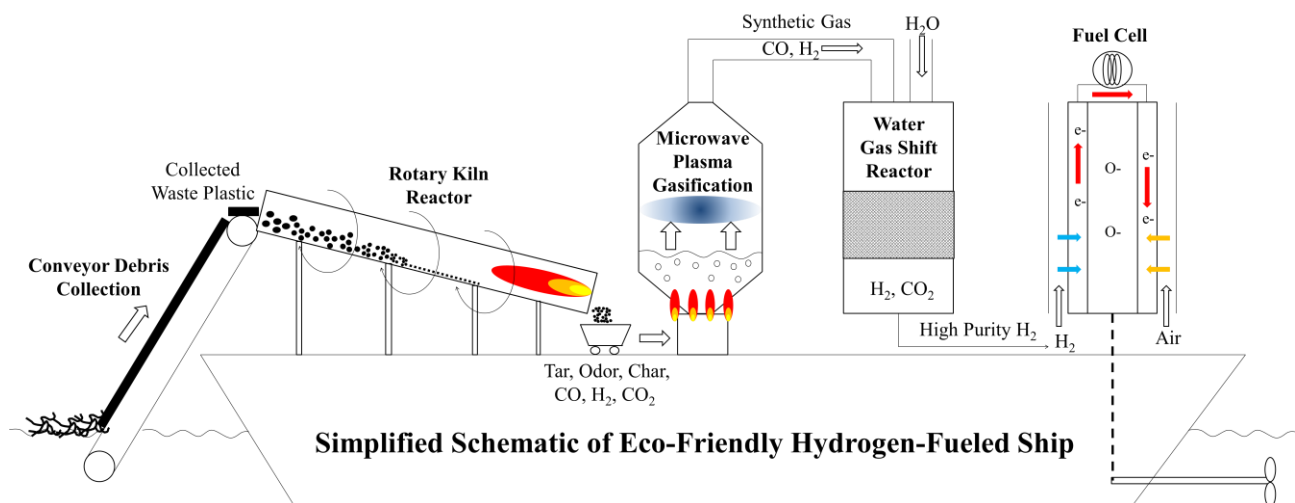 Synthetic Gas
CO, H₂
H₂O
Fuel Cell
Collected
Waste Plastic
Rotary Kiln
Reactor
Microwave
Plasma
Gasification
Water
Gas Shift
Reactor
e-
e-
O-
O-
e-
e-
Conveyor Debris
Collection
H₂, CO₂
High Purity H₂
H₂
Air
Tar, Odor, Char,
CO, H₂, CO₂
Simplified Schematic of Eco-Friendly Hydrogen-Fueled Ship